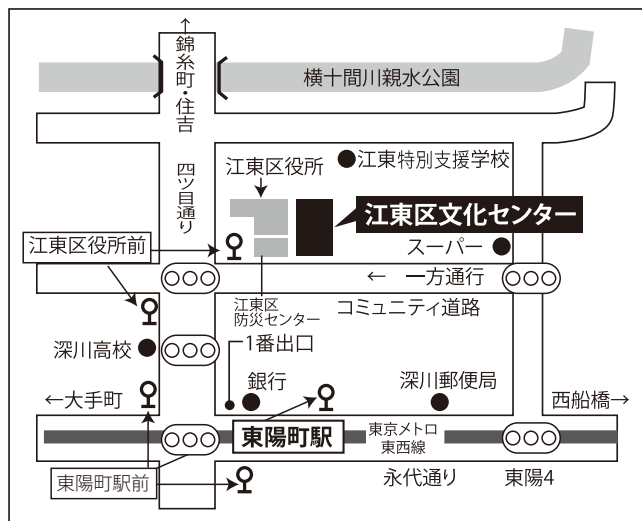 ↑錦糸町・住吉
横十間川親水公園
四ツ目通り
江東区役所
江東特別支援学校
江東区文化センター
江東区役所前
スーパー
← 一方通行
江東区
防災センター
コミュニティ道路
1番出口
深川高校
←大手町
銀行
深川郵便局
西船橋→
東陽町駅
東京メトロ
東西線
東陽町駅前
永代通り
東陽4